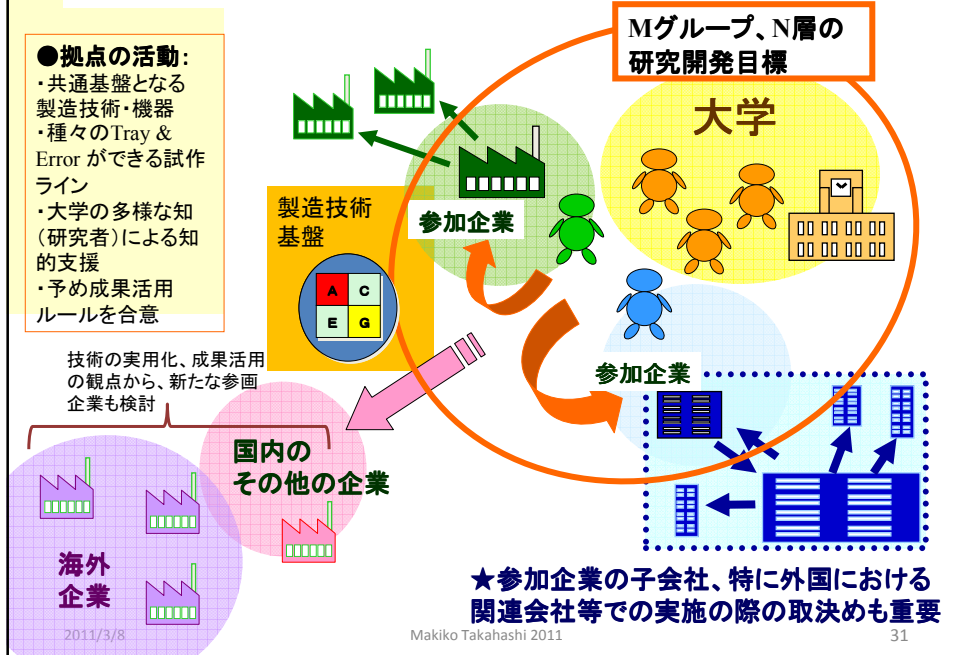 ●拠点の活動：
・共通基盤となる
製造技術・機器
・種々のTray &
Error ができる試作
ライン
・大学の多様な知
（研究者）による知
的支援
・予め成果活用
ルールを合意
Mグループ、N層の
研究開発目標
大学
参加企業
製造技術
基盤
A C
E G
参加企業
技術の実用化、成果活用
の観点から、新たな参画
企業も検討
国内の
その他の企業
海外
企業
★参加企業の子会社、特に外国における
関連会社等での実施の際の取決めも重要
2011/3/8
Makiko Takahashi 2011
31